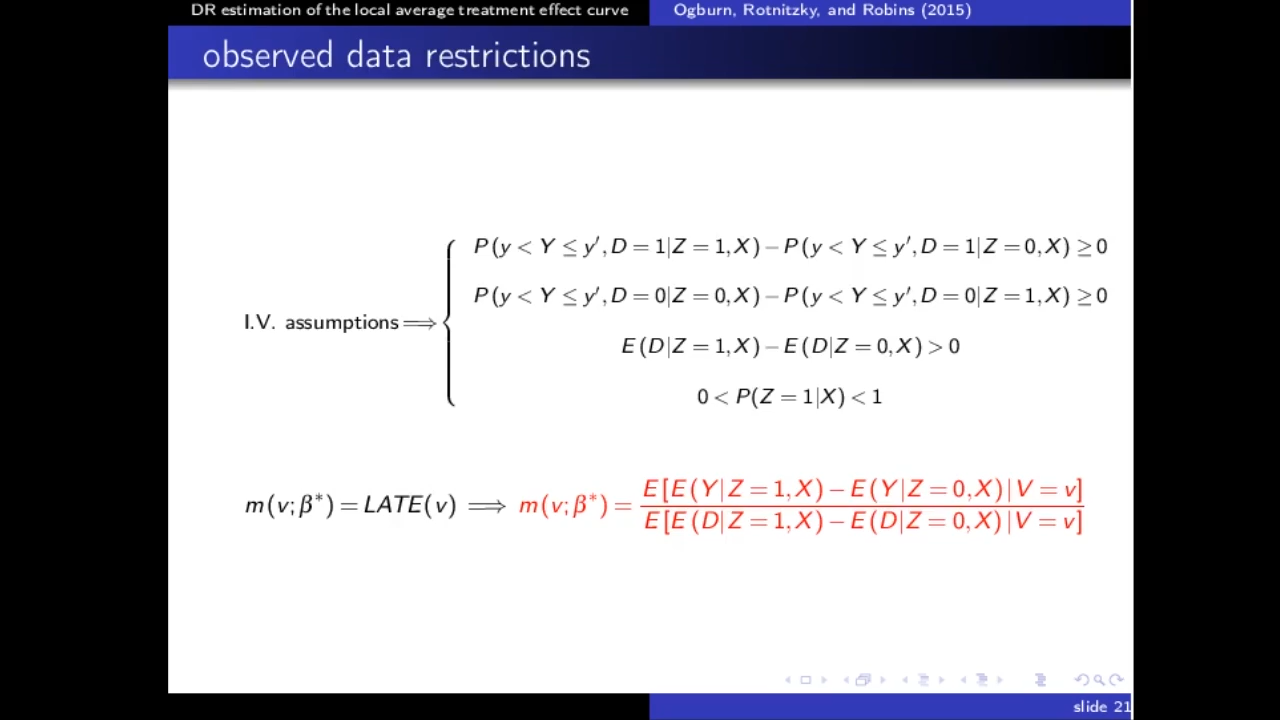 DR estimation of the local average treatment effect curve Ogburn, Rotnitzky, and Robins (2015)
observed data restrictions
P(y < Y ≤ y′, D = 1|Z = 1, X) − P(y < Y ≤ y′, D = 1|Z = 0, X) ≥ 0
P(y < Y ≤ y′, D = 0|Z = 0, X) − P(y < Y ≤ y′, D = 0|Z = 1, X) ≥ 0
I.V. assumptions ⟹
E(D|Z = 1, X) − E(D|Z = 0, X) > 0
0 < P(Z = 1|X) < 1
m(v; β*) = LATE(v) ⟹ m(v; β*) = E[E(Y|Z = 1, X) − E(Y|Z = 0, X)|V = v]
E[E(D|Z = 1, X) − E(D|Z = 0, X)|V = v]
slide 21